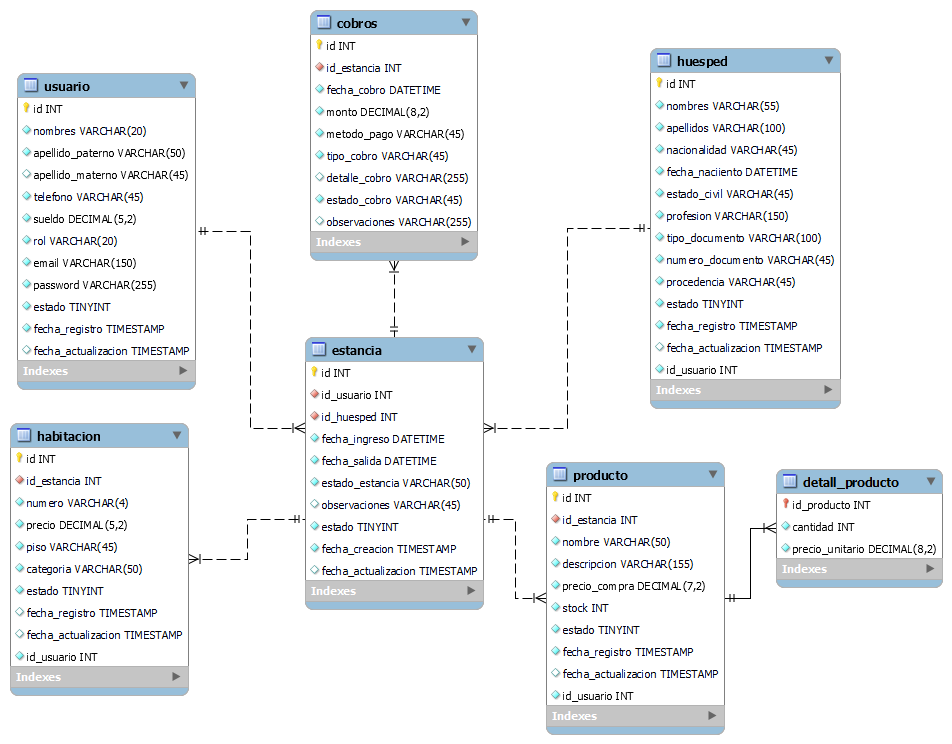 usuario
id INT
nombres VARCHAR(20)
apellido_paterno VARCHAR(50)
apellido_materno VARCHAR(45)
telefono VARCHAR(45)
sueldo DECIMAL(5,2)
rol VARCHAR(20)
email VARCHAR(150)
password VARCHAR(255)
estado TINYINT
fecha_registro TIMESTAMP
fecha_actualizacion TIMESTAMP
Indexes
cobros
id INT
id_estancia INT
fecha_cobro DATETIME
monto DECIMAL(8,2)
metodo_pago VARCHAR(45)
tipo_cobro VARCHAR(45)
detalle_cobro VARCHAR(255)
estado_cobro VARCHAR(45)
observaciones VARCHAR(255)
Indexes
huesped
id INT
nombres VARCHAR(55)
apellidos VARCHAR(100)
nacionalidad VARCHAR(45)
fecha_naciiento DATETIME
estado_civil VARCHAR(45)
profesion VARCHAR(150)
tipo_documento VARCHAR(100)
numero_documento VARCHAR(45)
procedencia VARCHAR(45)
estado TINYINT
fecha_registro TIMESTAMP
fecha_actualizacion TIMESTAMP
id_usuario INT
Indexes
estancia
id INT
id_usuario INT
id_huesped INT
fecha_ingreso DATETIME
fecha_salida DATETIME
estado_estancia VARCHAR(50)
observaciones VARCHAR(45)
estado TINYINT
fecha_creacion TIMESTAMP
fecha_actualizacion TIMESTAMP
Indexes
habitacion
id INT
id_estancia INT
numero VARCHAR(4)
precio DECIMAL(5,2)
piso VARCHAR(45)
categoria VARCHAR(50)
estado TINYINT
fecha_registro TIMESTAMP
fecha_actualizacion TIMESTAMP
id_usuario INT
Indexes
producto
id INT
id_estancia INT
nombre VARCHAR(50)
descripcion VARCHAR(155)
precio_compra DECIMAL(7,2)
stock INT
estado TINYINT
fecha_registro TIMESTAMP
fecha_actualizacion TIMESTAMP
id_usuario INT
Indexes
detall_producto
id_producto INT
cantidad INT
precio_unitario DECIMAL(8,2)
Indexes